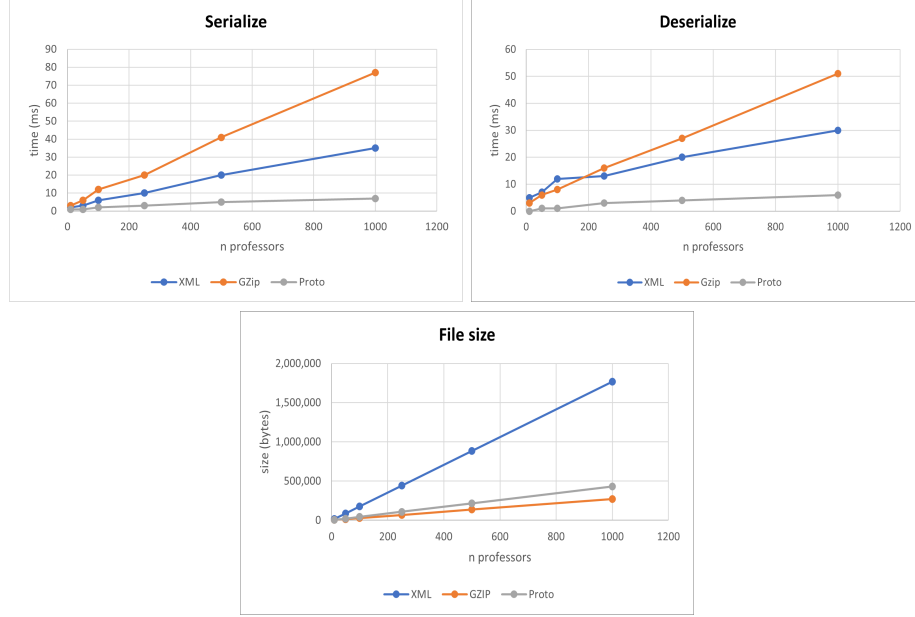 Serialize
90
80
70
60
50
40
30
20
10
0
time (ms)
0 200 400 600 800 1000 1200
n professors
XML GZip Proto
Deserialize
60
50
40
30
20
10
0
time (ms)
0 200 400 600 800 1000 1200
n professors
XML Gzip Proto
File size
2,000,000
1,500,000
1,000,000
500,000
0
size (bytes)
0 200 400 600 800 1000 1200
n professors
XML GZIP Proto